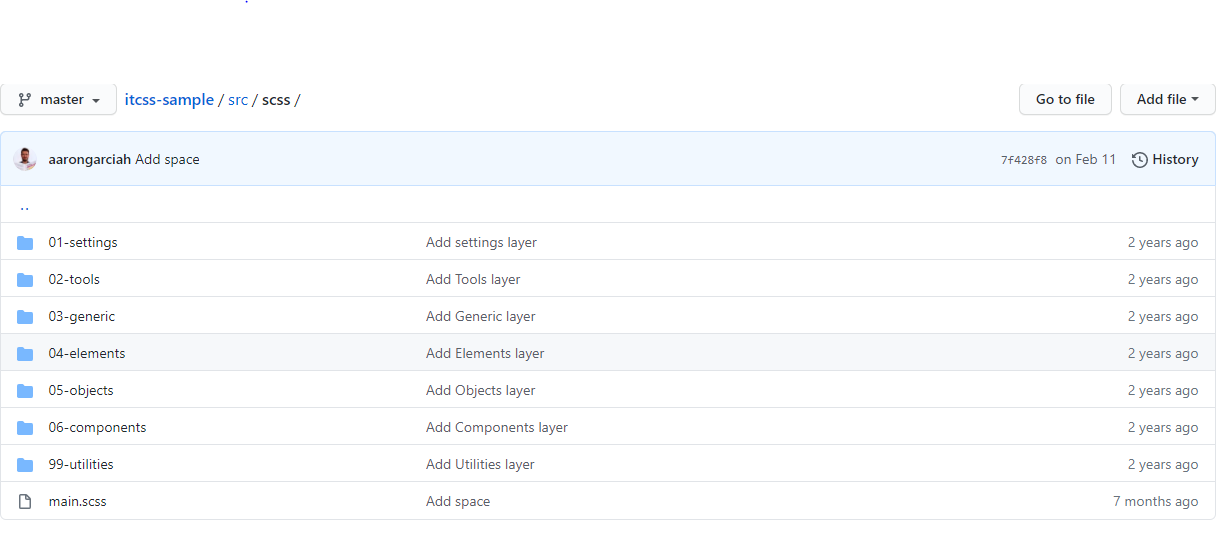 master itcss-sample / src / scss / Go to file Add file
aarongarciah Add space 7f428f8 on Feb 11 History
..
01-settings Add settings layer 2 years ago
02-tools Add Tools layer 2 years ago
03-generic Add Generic layer 2 years ago
04-elements Add Elements layer 2 years ago
05-objects Add Objects layer 2 years ago
06-components Add Components layer 2 years ago
99-utilities Add Utilities layer 2 years ago
main.scss Add space 7 months ago